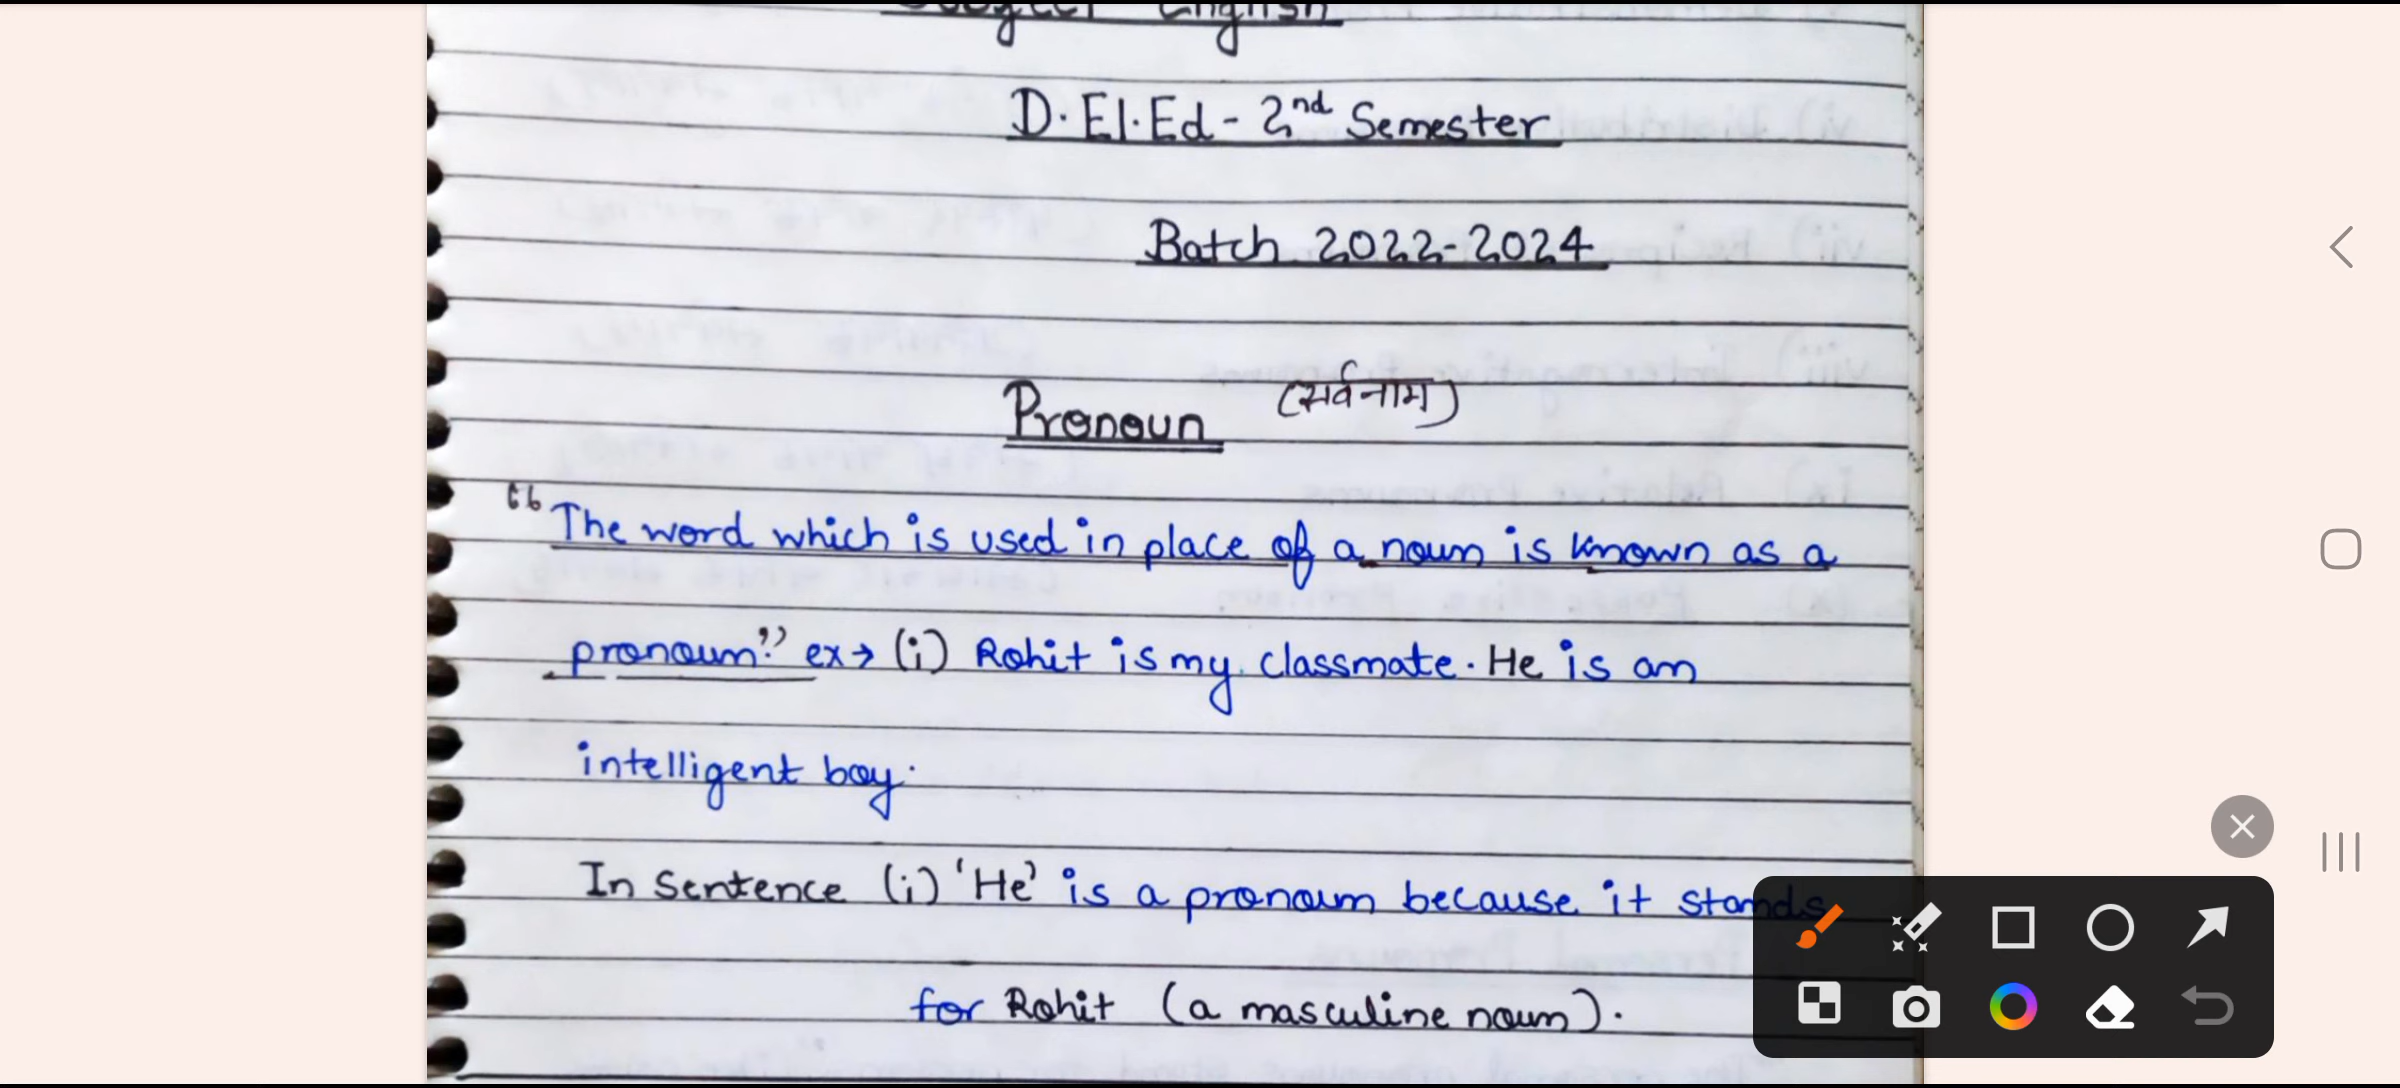 Subject English
D.El.Ed - 2nd Semester
Batch 2022-2024
Pronoun (सर्वनाम)
"The word which is used in place of a noun is known as a
pronoun." ex→ (i) Rohit is my classmate. He is an
intelligent boy.
In Sentence (i) 'He' is a pronoun because it stands
for Rohit (a masculine noun).